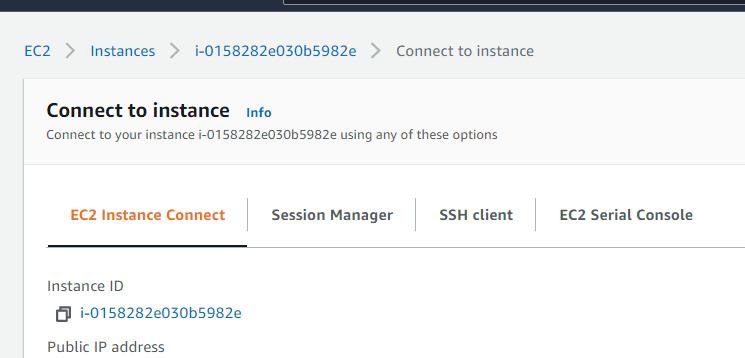 EC2 > Instances > i-0158282e030b5982e > Connect to instance
Connect to instance Info
Connect to your instance i-0158282e030b5982e using any of these options
EC2 Instance Connect Session Manager SSH client EC2 Serial Console
Instance ID
i-0158282e030b5982e
Public IP address